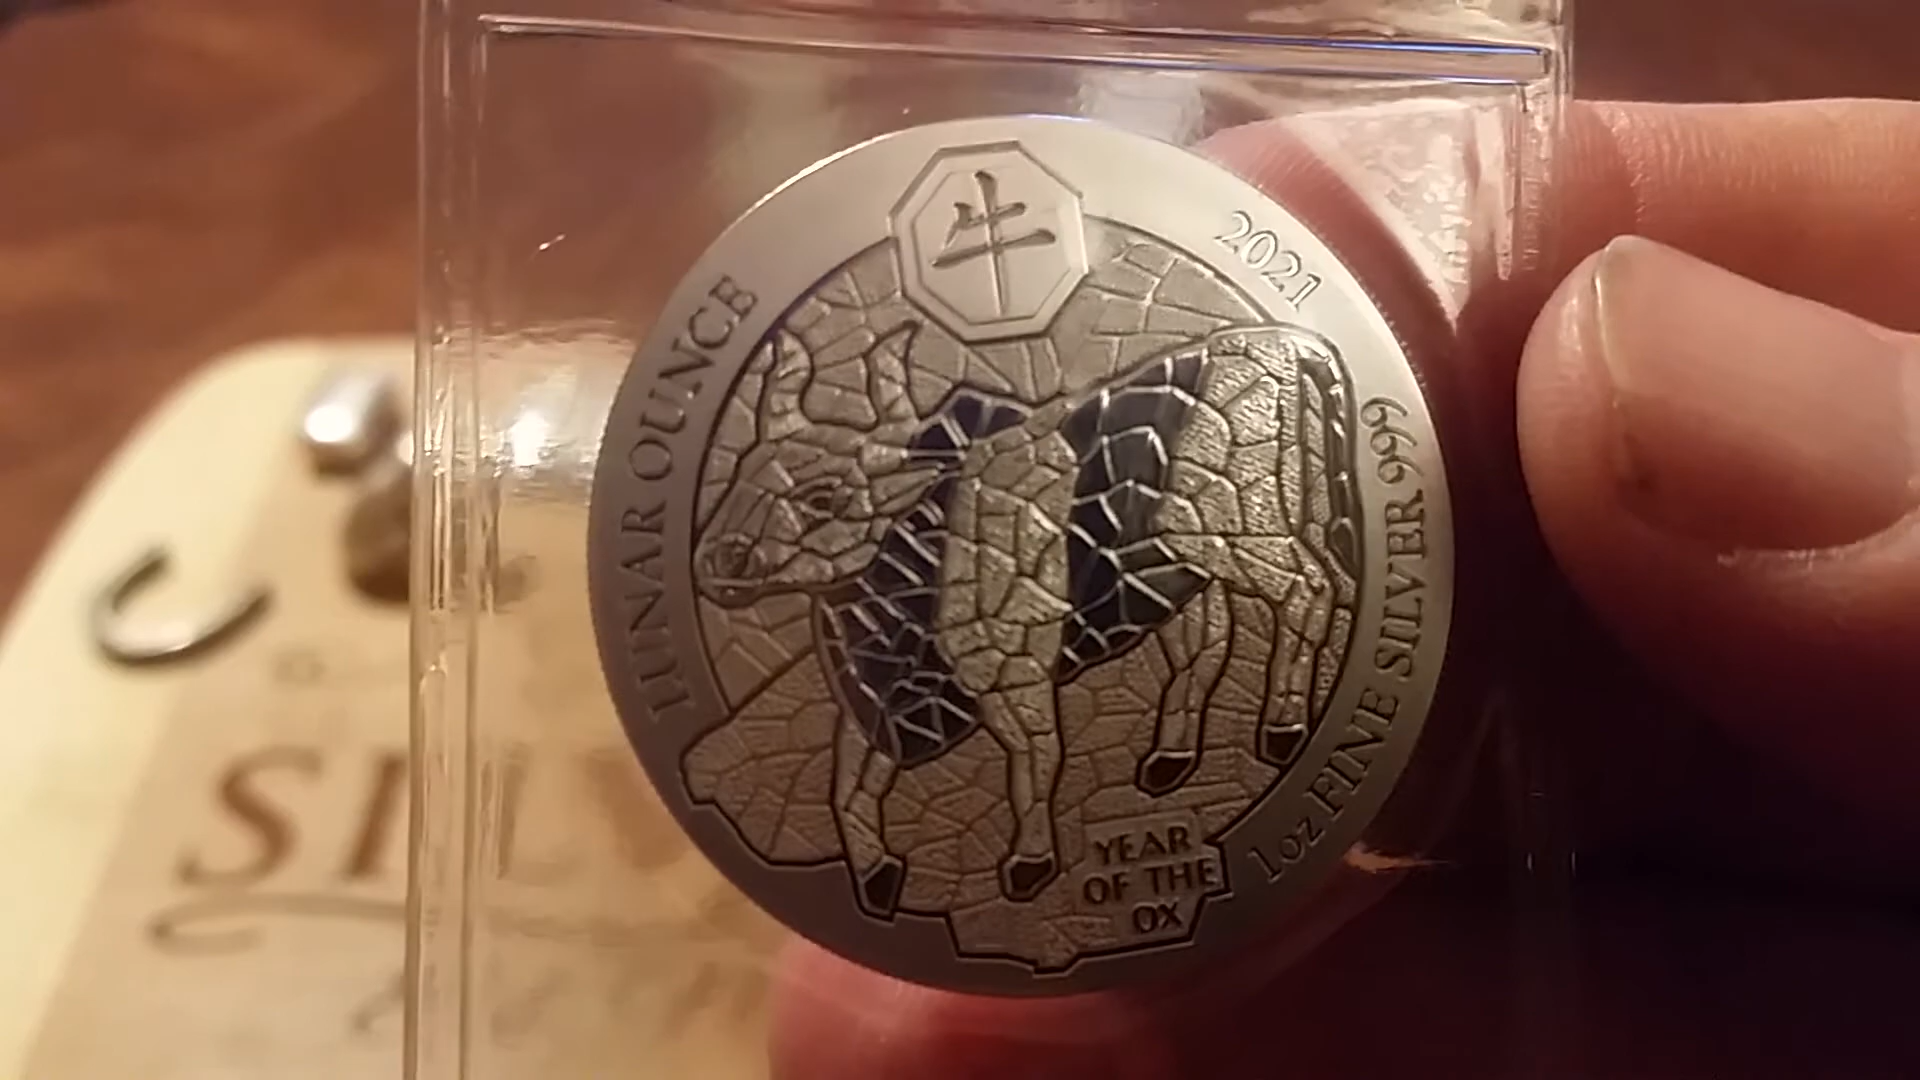 牛
LUNAR OUNCE
2021
1oz FINE SILVER 999
YEAR
OF THE
OX